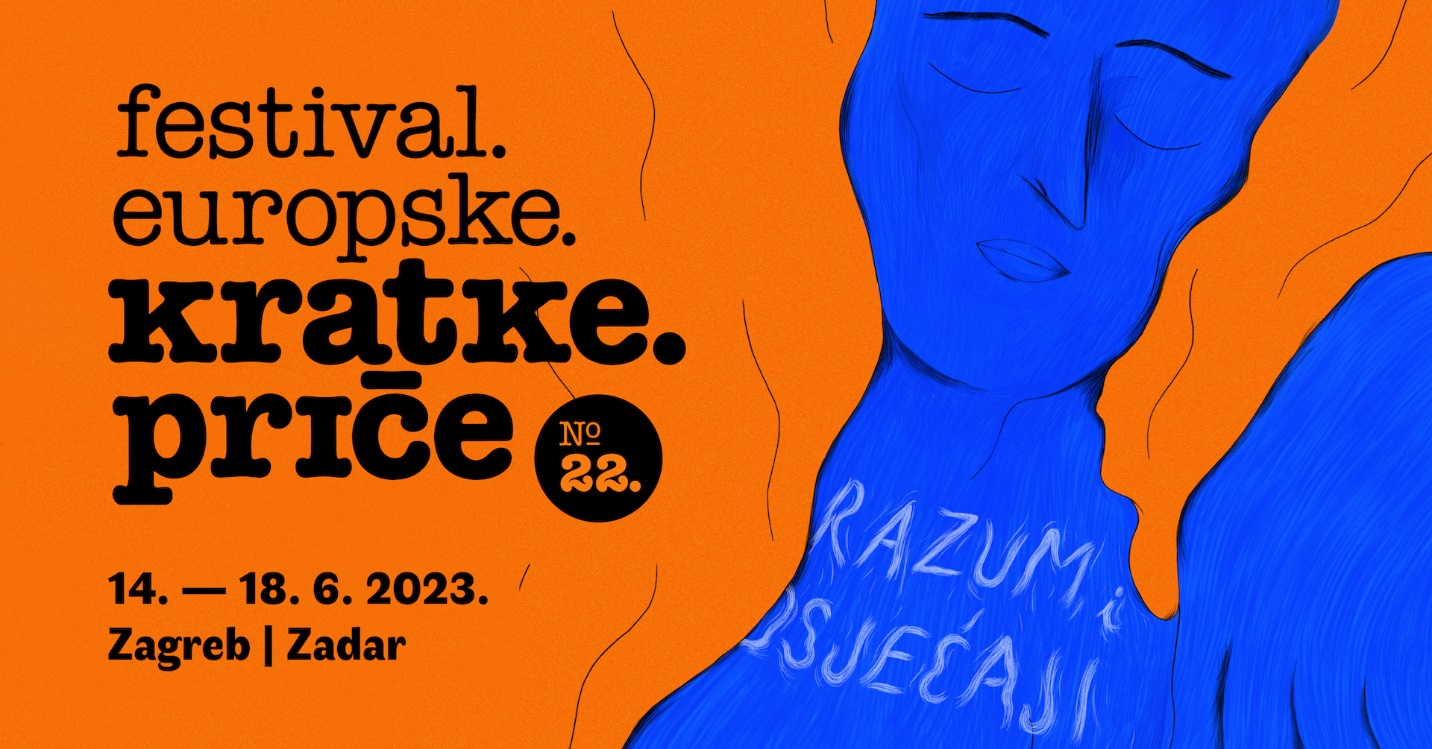 festival.
europske.
kratke.
priče
№
22.
14. — 18. 6. 2023.
Zagreb | Zadar
RAZUM i
OSJEĆAJI